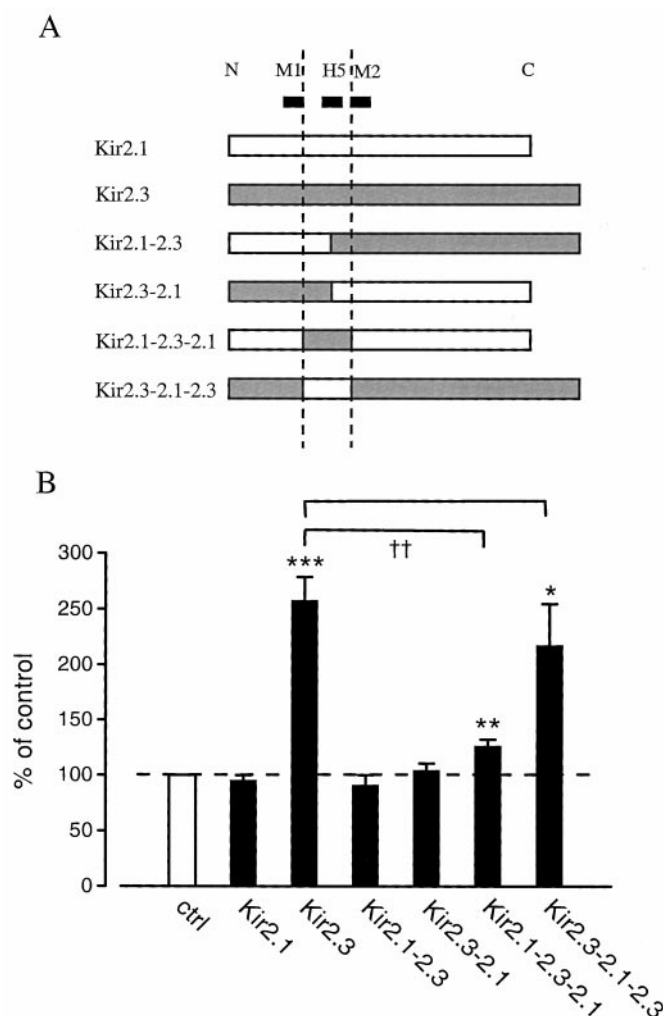 A
N M1 H5 M2 C
Kir2.1
Kir2.3
Kir2.1-2.3
Kir2.3-2.1
Kir2.1-2.3-2.1
Kir2.3-2.1-2.3
B
% of control
300
250
200
150
100
50
0
***
††
**
*
ctrl
Kir2.1
Kir2.3
Kir2.1-2.3
Kir2.3-2.1
Kir2.1-2.3-2.1
Kir2.3-2.1-2.3